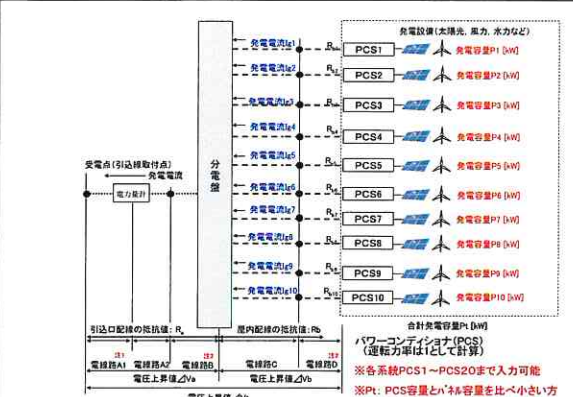 発電設備(太陽光, 風力, 水力など)
発電電流Ig1
PCS1
発電容量P1 [kW]
発電電流Ig2
PCS2
発電容量P2 [kW]
発電電流Ig3
PCS3
発電容量P3 [kW]
発電電流Ig4
PCS4
発電容量P4 [kW]
発電電流Ig5
PCS5
発電容量P5 [kW]
発電電流Ig6
PCS6
発電容量P6 [kW]
発電電流Ig7
PCS7
発電容量P7 [kW]
発電電流Ig8
PCS8
発電容量P8 [kW]
発電電流Ig9
PCS9
発電容量P9 [kW]
発電電流Ig10
PCS10
発電容量P10 [kW]
受電点(引込線取付点)
発電電流
電力量計
分電盤
合計発電容量Pt [kW]
引込口配線の抵抗値: Ra
屋内配線の抵抗値: Rb
電線路A1
電線路A2
電線路B
電線路C
電線路D
電圧上昇値⊿Va
電圧上昇値⊿Vb
パワーコンディショナ(PCS)
(運転力率は1として計算)
※各系統PCS1~PCS20まで入力可能
※Pt: PCS容量とパネル容量を比べ小さい方